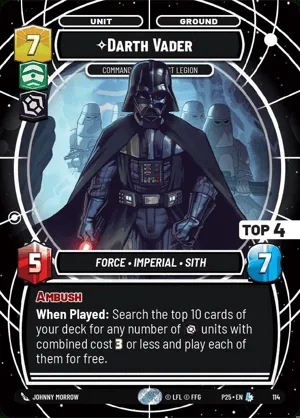 UNIT
GROUND
7
DARTH VADER
TOP 4
5
FORCE • IMPERIAL • SITH
7
AMBUSH
When Played: Search the top 10 cards of
your deck for any number of units with
combined cost 3 or less and play each
of them for free.
JOHNNY MORROW
© LFL © FFG
P25 • EN
114